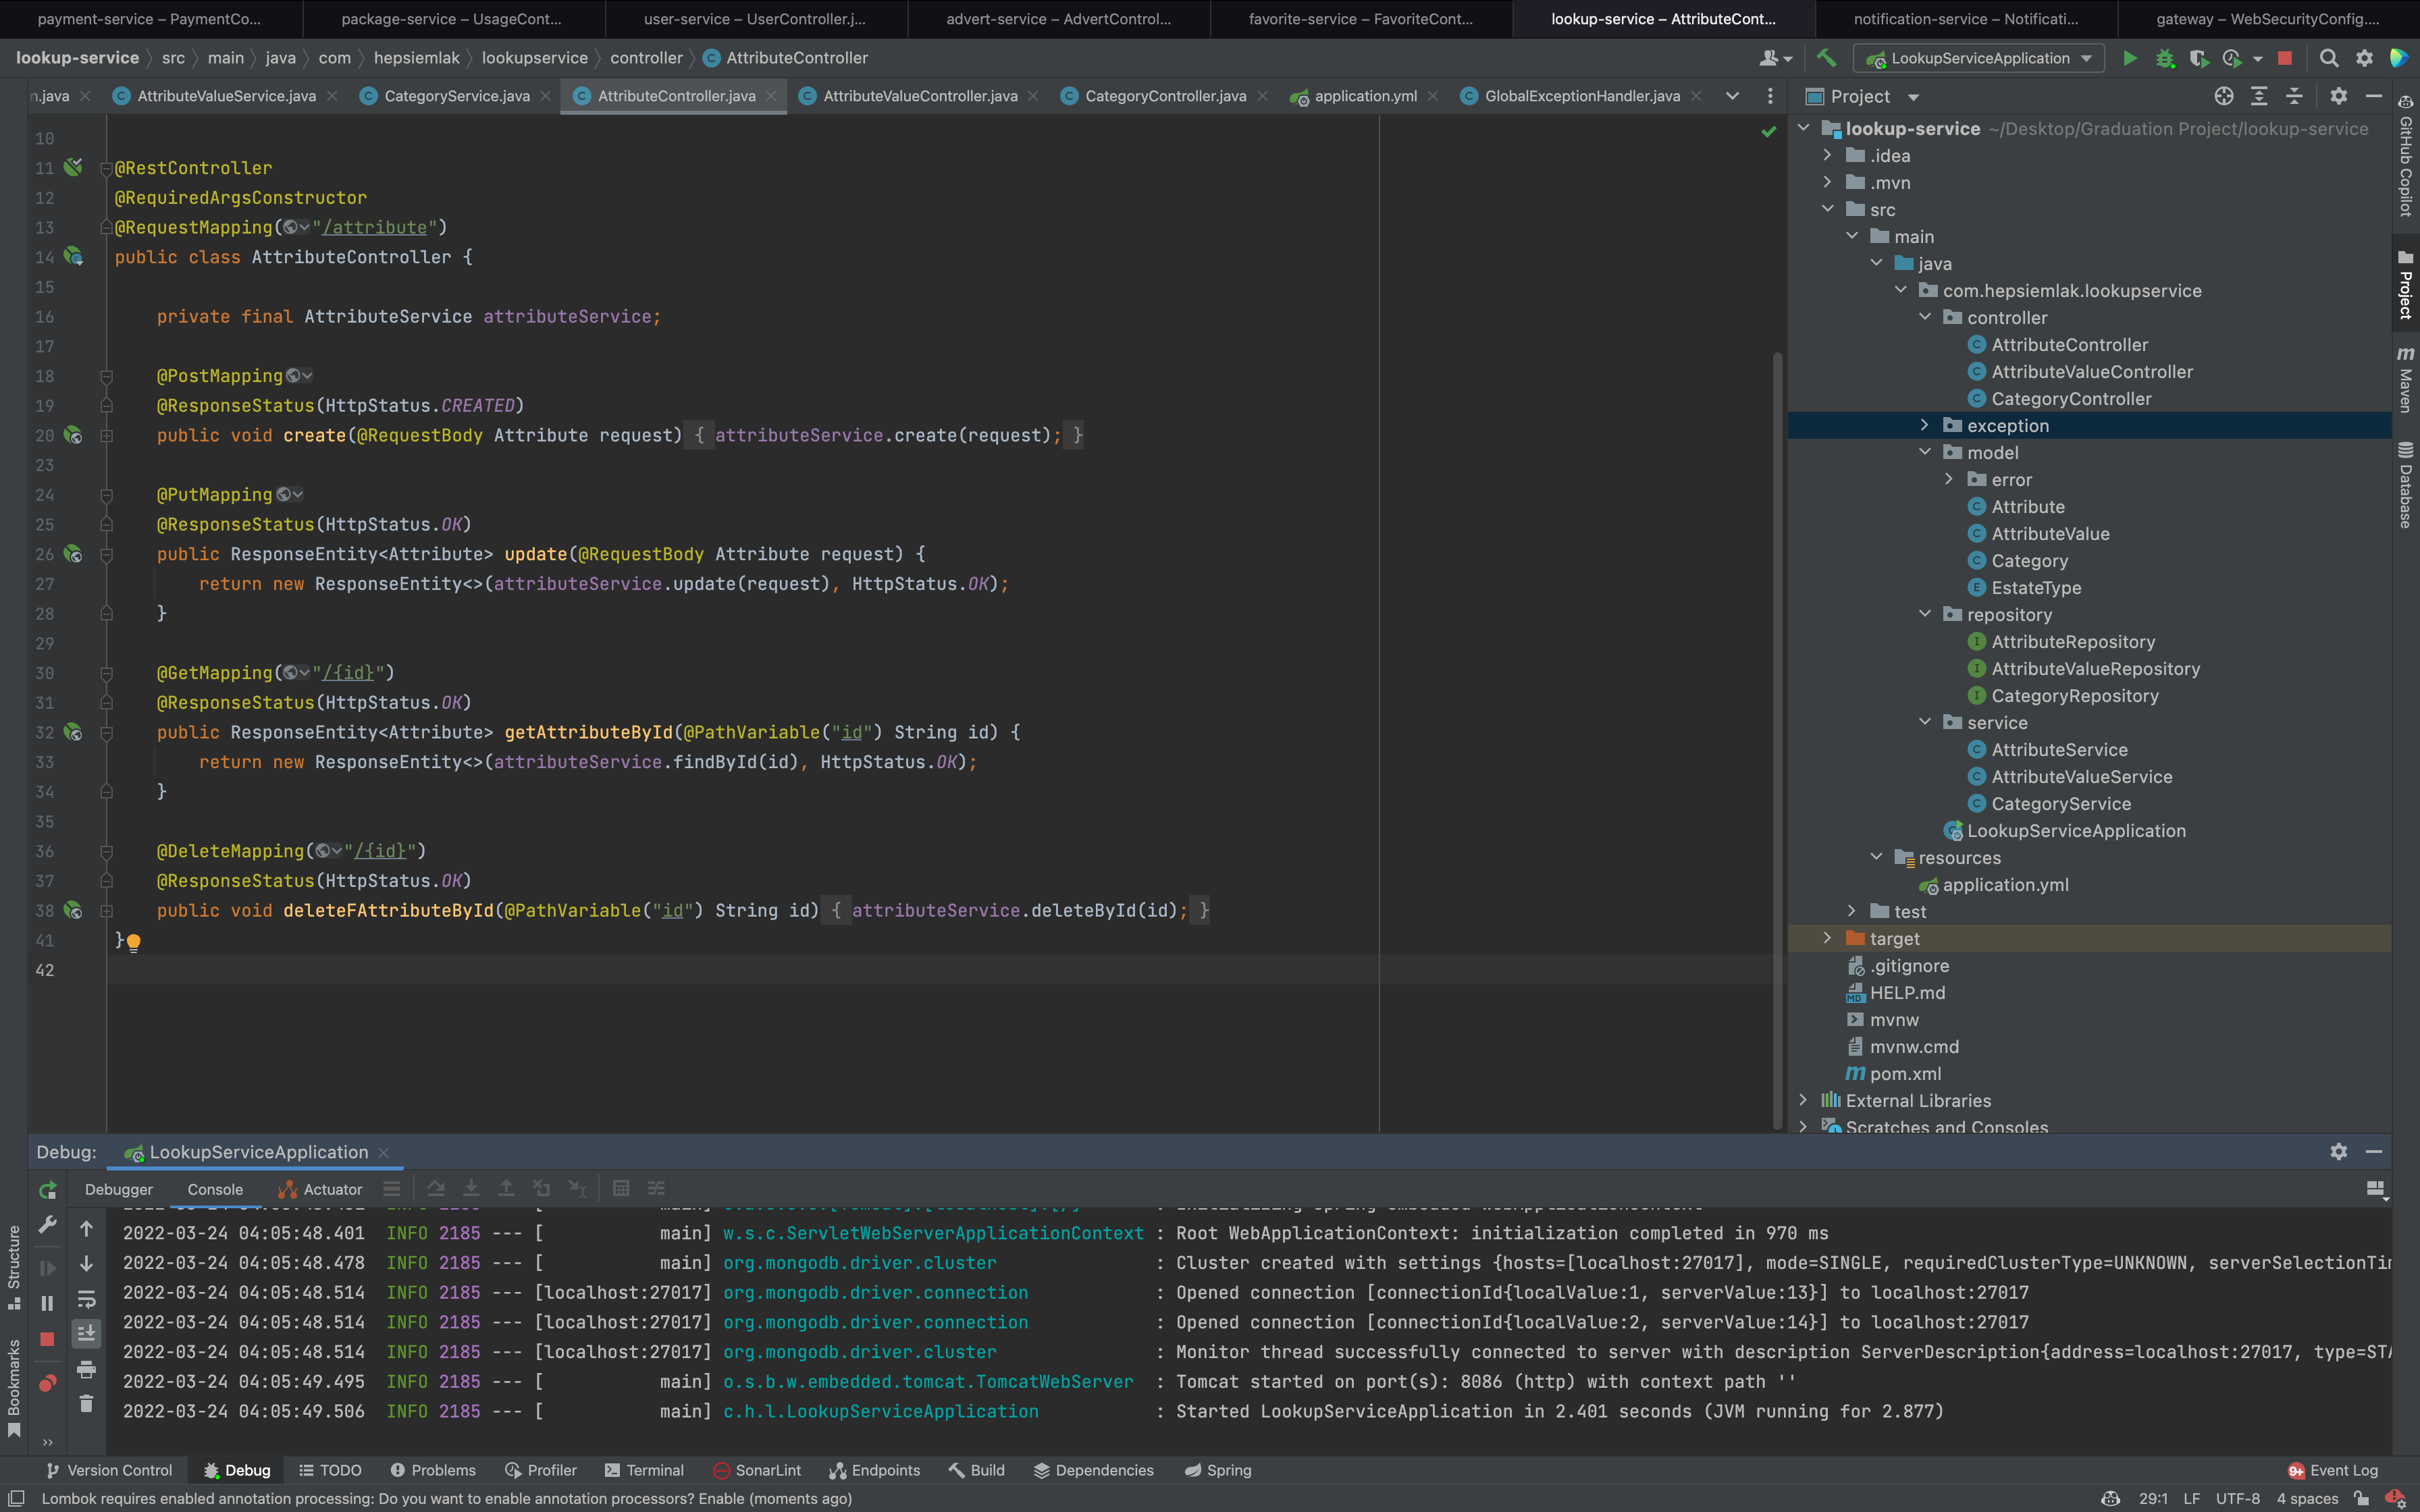 payment-service – PaymentCo...
package-service – UsageCont...
user-service – UserController.j...
advert-service – AdvertControl...
favorite-service – FavoriteCont...
lookup-service – AttributeCont...
notification-service – Notificati...
gateway – WebSecurityConfig....
lookup-service src main java com hepsiemlak lookupservice controller AttributeController
LookupServiceApplication
n.java
AttributeValueService.java
CategoryService.java
AttributeController.java
AttributeValueController.java
CategoryController.java
application.yml
GlobalExceptionHandler.java
10
11 @RestController
12 @RequiredArgsConstructor
13 @RequestMapping("/attribute")
14 public class AttributeController {
15
16 private final AttributeService attributeService;
17
18 @PostMapping
19 @ResponseStatus(HttpStatus.CREATED)
20 public void create(@RequestBody Attribute request) { attributeService.create(request); }
23
24 @PutMapping
25 @ResponseStatus(HttpStatus.OK)
26 public ResponseEntity<Attribute> update(@RequestBody Attribute request) {
27 return new ResponseEntity<>(attributeService.update(request), HttpStatus.OK);
28 }
29
30 @GetMapping("/{id}")
31 @ResponseStatus(HttpStatus.OK)
32 public ResponseEntity<Attribute> getAttributeById(@PathVariable("id") String id) {
33 return new ResponseEntity<>(attributeService.findById(id), HttpStatus.OK);
34 }
35
36 @DeleteMapping("/{id}")
37 @ResponseStatus(HttpStatus.OK)
38 public void deleteFAttributeById(@PathVariable("id") String id) { attributeService.deleteById(id); }
41 }
42
Project
lookup-service ~/Desktop/Graduation Project/lookup-service
.idea
.mvn
src
main
java
com.hepsiemlak.lookupservice
controller
AttributeController
AttributeValueController
CategoryController
exception
model
error
Attribute
AttributeValue
Category
EstateType
repository
AttributeRepository
AttributeValueRepository
CategoryRepository
service
AttributeService
AttributeValueService
CategoryService
LookupServiceApplication
resources
application.yml
test
target
.gitignore
HELP.md
mvnw
mvnw.cmd
pom.xml
External Libraries
Scratches and Consoles
GitHub Copilot
Project
Maven
Database
Debug: LookupServiceApplication
Debugger Console Actuator
2022-03-24 04:05:48.401 INFO 2185 --- [ main] w.s.c.ServletWebServerApplicationContext : Root WebApplicationContext: initialization completed in 970 ms
2022-03-24 04:05:48.478 INFO 2185 --- [ main] org.mongodb.driver.cluster : Cluster created with settings {hosts=[localhost:27017], mode=SINGLE, requiredClusterType=UNKNOWN, serverSelectionTi
2022-03-24 04:05:48.514 INFO 2185 --- [localhost:27017] org.mongodb.driver.connection : Opened connection [connectionId{localValue:1, serverValue:13}] to localhost:27017
2022-03-24 04:05:48.514 INFO 2185 --- [localhost:27017] org.mongodb.driver.connection : Opened connection [connectionId{localValue:2, serverValue:14}] to localhost:27017
2022-03-24 04:05:48.514 INFO 2185 --- [localhost:27017] org.mongodb.driver.cluster : Monitor thread successfully connected to server with description ServerDescription{address=localhost:27017, type=STA
2022-03-24 04:05:49.495 INFO 2185 --- [ main] o.s.b.w.embedded.tomcat.TomcatWebServer : Tomcat started on port(s): 8086 (http) with context path ''
2022-03-24 04:05:49.506 INFO 2185 --- [ main] c.h.l.LookupServiceApplication : Started LookupServiceApplication in 2.401 seconds (JVM running for 2.877)
Structure
Bookmarks
Version Control Debug TODO Problems Profiler Terminal SonarLint Endpoints Build Dependencies Spring
9+ Event Log
Lombok requires enabled annotation processing: Do you want to enable annotation processors? Enable (moments ago)
29:1 LF UTF-8 4 spaces